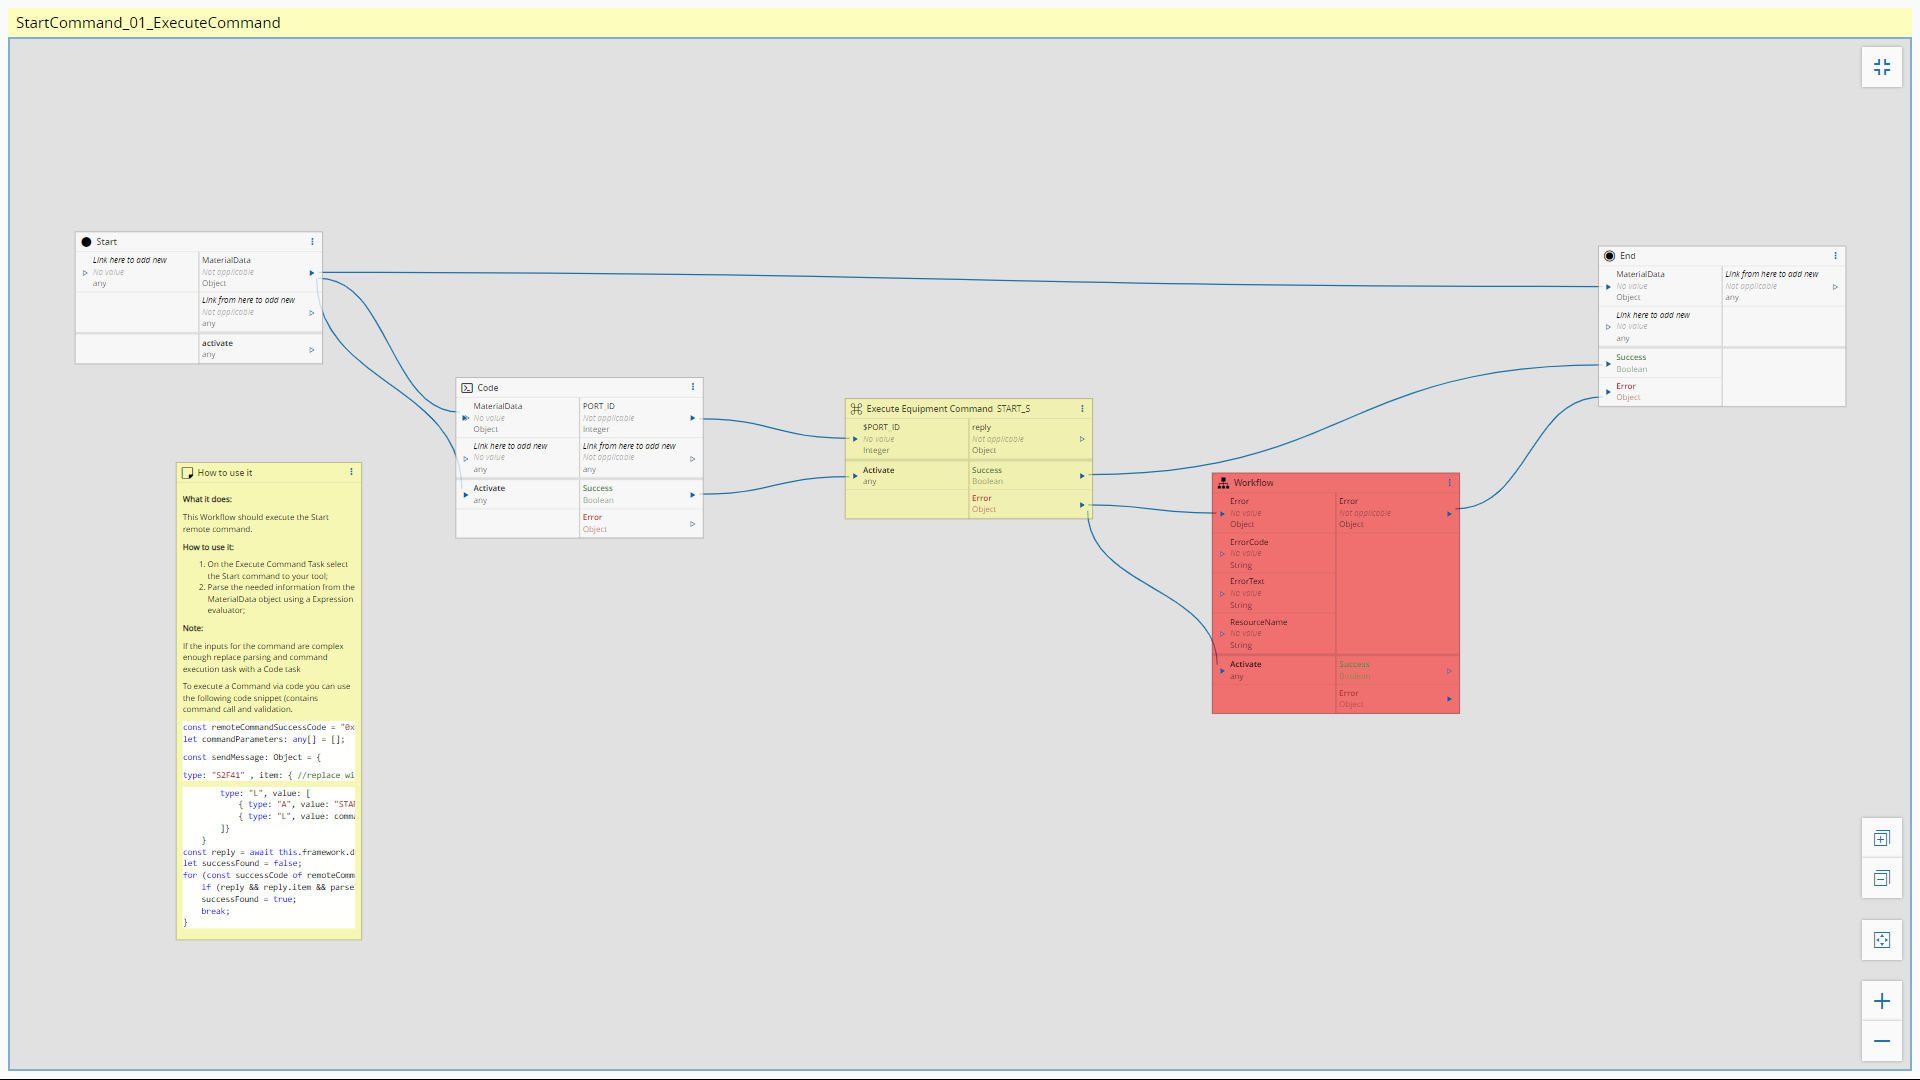 StartCommand_01_ExecuteCommand
Start
Link here to add new
No value
any
MaterialData
Not applicable
Object
Link from here to add new
Not applicable
any
activate
any
End
MaterialData
No value
Object
Link from here to add new
Not applicable
any
Link here to add new
No value
any
Success
Boolean
Error
Object
Code
MaterialData
No value
Object
PORT_ID
Not applicable
Integer
Link here to add new
No value
any
Link from here to add new
Not applicable
any
Activate
any
Success
Boolean
Error
Object
Execute Equipment Command START_S
$PORT_ID
No value
Integer
reply
Not applicable
Object
Activate
any
Success
Boolean
Error
Object
Workflow
Error
No value
Object
Error
Not applicable
Object
ErrorCode
No value
String
ErrorText
No value
String
ResourceName
No value
String
Activate
any
Success
Boolean
Error
Object
How to use it
What it does:
This Workflow should execute the Start
remote command.
How to use it:
1. On the Execute Command Task select
the Start command to your tool;
2. Parse the needed information from the
MaterialData object using a Expression
evaluator;
Note:
If the inputs for the command are complex
enough replace parsing and command
execution task with a Code task
To execute a Command via code you can use
the following code snippet (contains
command call and validation.
const remoteCommandSuccessCode = "0x
let commandParameters: any[] = [];
const sendMessage: Object = {
type: "S2F41" , item: { //replace wi
type: "L", value: [
{ type: "A", value: "STAR
{ type: "L", value: comma
]}
}
const reply = await this.framework.d
let successFound = false;
for (const successCode of remoteComm
if (reply && reply.item && parse
successFound = true;
break;
}